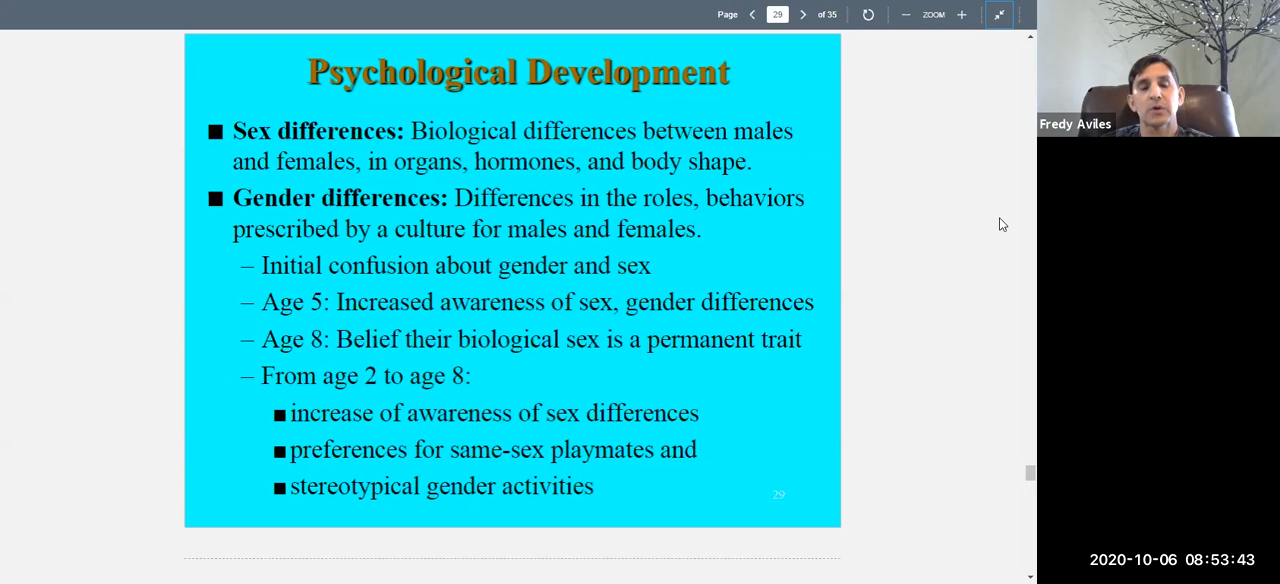 Page 29 of 35 ZOOM
Psychological Development
■ Sex differences: Biological differences between males
and females, in organs, hormones, and body shape.
■ Gender differences: Differences in the roles, behaviors
prescribed by a culture for males and females.
– Initial confusion about gender and sex
– Age 5: Increased awareness of sex, gender differences
– Age 8: Belief their biological sex is a permanent trait
– From age 2 to age 8:
■ increase of awareness of sex differences
■ preferences for same-sex playmates and
■ stereotypical gender activities
29
Fredy Aviles
2020-10-06 08:53:43